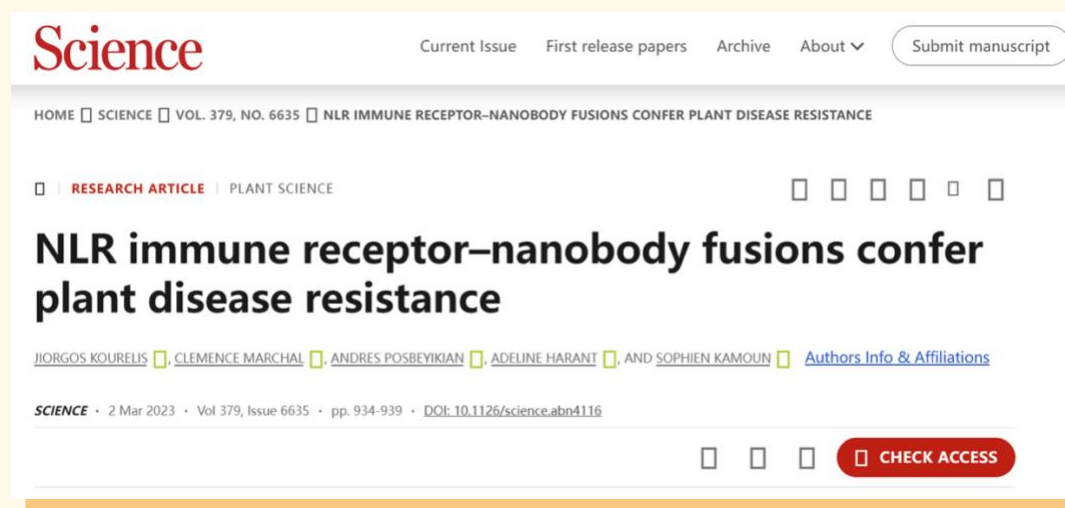 Science
Current Issue First release papers Archive About Submit manuscript
HOME SCIENCE VOL. 379, NO. 6635 NLR IMMUNE RECEPTOR–NANOBODY FUSIONS CONFER PLANT DISEASE RESISTANCE
RESEARCH ARTICLE | PLANT SCIENCE
NLR immune receptor–nanobody fusions confer
plant disease resistance
JIORGOS KOURELIS, CLEMENCE MARCHAL, ANDRES POSBEYIKIAN, ADELINE HARANT, AND SOPHIEN KAMOUN Authors Info & Affiliations
SCIENCE · 2 Mar 2023 · Vol 379, Issue 6635 · pp. 934-939 · DOI: 10.1126/science.abn4116
CHECK ACCESS